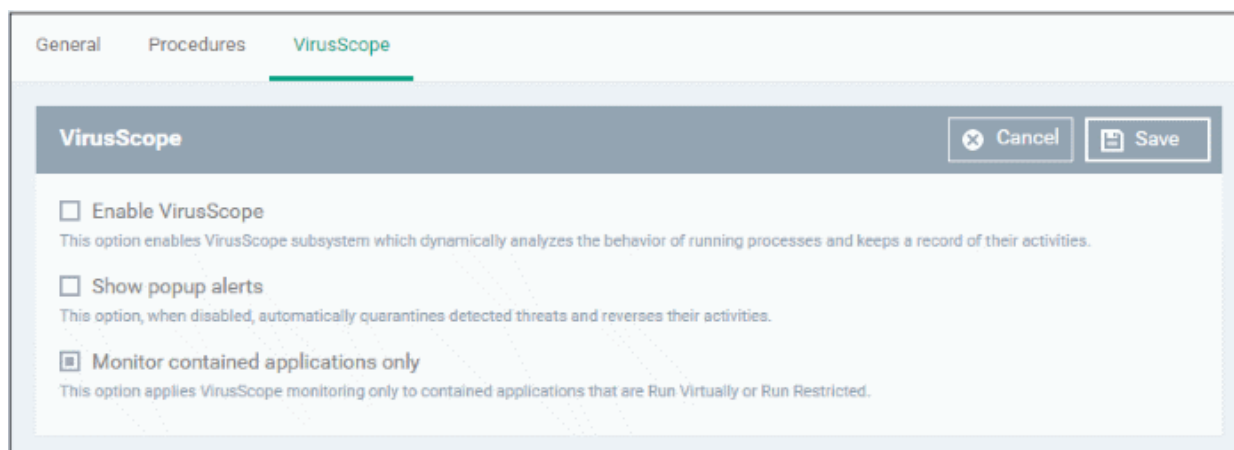 General Procedures VirusScope
VirusScope Cancel Save
Enable VirusScope
This option enables VirusScope subsystem which dynamically analyzes the behavior of running processes and keeps a record of their activities.
Show popup alerts
This option, when disabled, automatically quarantines detected threats and reverses their activities.
Monitor contained applications only
This option applies VirusScope monitoring only to contained applications that are Run Virtually or Run Restricted.